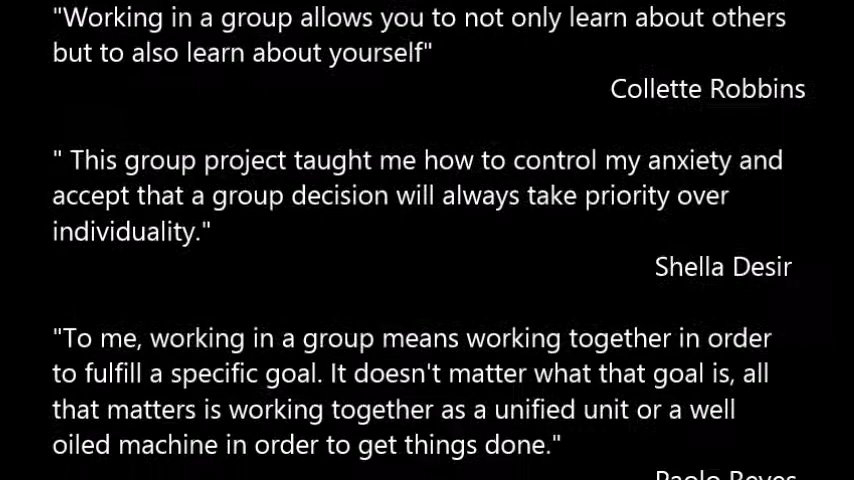 "Working in a group allows you to not only learn about others
but to also learn about yourself"
Collette Robbins
" This group project taught me how to control my anxiety and
accept that a group decision will always take priority over
individuality."
Shella Desir
"To me, working in a group means working together in order
to fulfill a specific goal. It doesn't matter what that goal is, all
that matters is working together as a unified unit or a well
oiled machine in order to get things done."
Paolo Reyes